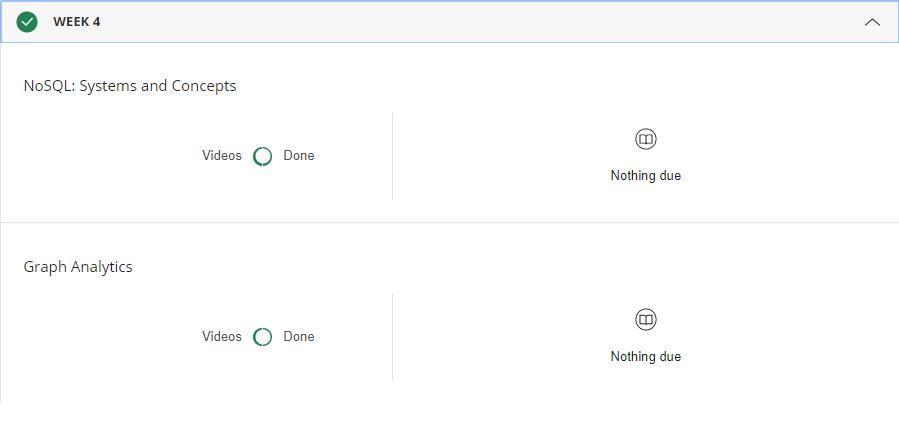 WEEK 4
NoSQL: Systems and Concepts
Videos Done
Nothing due
Graph Analytics
Videos Done
Nothing due